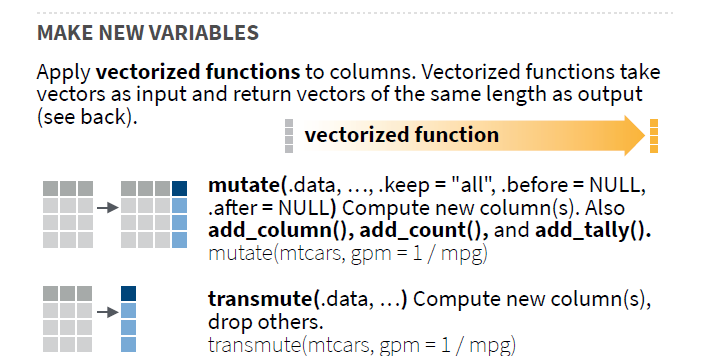 MAKE NEW VARIABLES
Apply vectorized functions to columns. Vectorized functions take
vectors as input and return vectors of the same length as output
(see back).
vectorized function
mutate(.data, …, .keep = "all", .before = NULL,
.after = NULL) Compute new column(s). Also
add_column(), add_count(), and add_tally().
mutate(mtcars, gpm = 1 / mpg)
transmute(.data, …) Compute new column(s),
drop others.
transmute(mtcars, gpm = 1 / mpg)